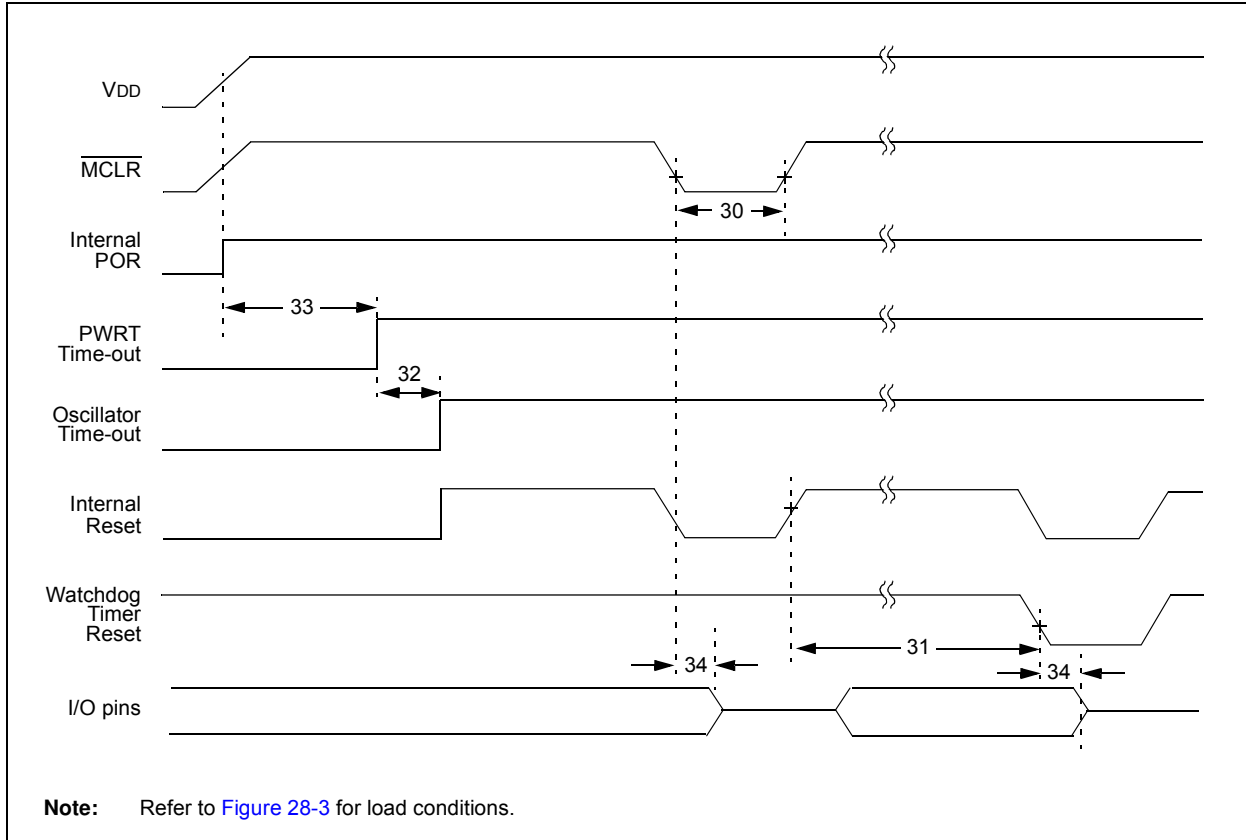 VDD
MCLR
30
Internal
POR
33
PWRT
Time-out
32
Oscillator
Time-out
Internal
Reset
Watchdog
Timer
Reset
31
34
34
I/O pins
Note: Refer to Figure 28-3 for load conditions.